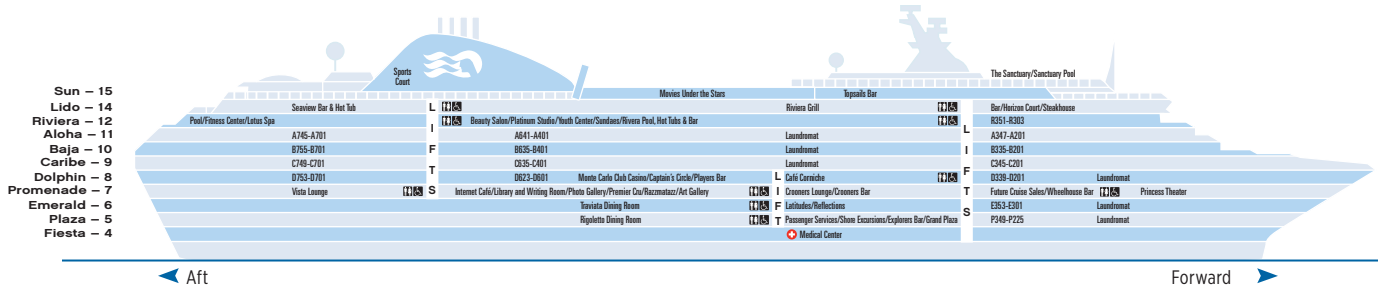 Sports
Court
The Sanctuary/Sanctuary Pool
Sun – 15 Movies Under the Stars Topsails Bar
Lido – 14 Seaview Bar & Hot Tub L Riviera Grill Bar/Horizon Court/Steakhouse
Riviera – 12 Pool/Fitness Center/Lotus Spa Beauty Salon/Platinum Studio/Youth Center/Sundaes/Rivera Pool, Hot Tubs & Bar L R351-R303
Aloha – 11 A745-A701 I A641-A401 Laundromat A347-A201
Baja – 10 B755-B701 F B635-B401 Laundromat I B335-B201
Caribe – 9 C749-C701 C635-C401 Laundromat F C345-C201
Dolphin – 8 D753-D701 T D623-D601 Monte Carlo Club Casino/Captain's Circle/Players Bar L Café Corniche D339-D201 Laundromat
Promenade – 7 Vista Lounge S Internet Café/Library and Writing Room/Photo Gallery/Premier Cru/Razzmatazz/Art Gallery I Crooners Lounge/Crooners Bar T Future Cruise Sales/Wheelhouse Bar Princess Theater
Emerald – 6 Traviata Dining Room F Latitudes/Reflections S E353-E301 Laundromat
Plaza – 5 Rigoletto Dining Room T Passenger Services/Shore Excursions/Explorers Bar/Grand Plaza P349-P225 Laundromat
Fiesta – 4 Medical Center
Aft Forward